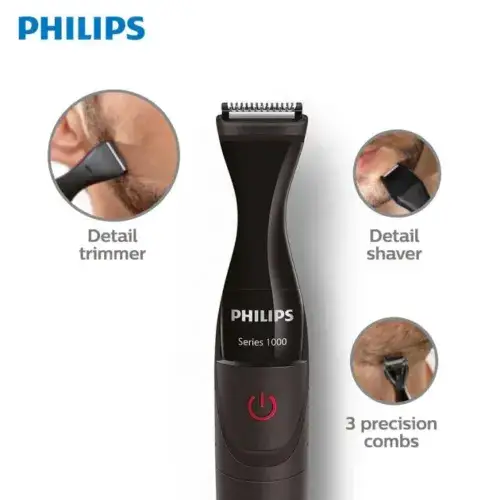 PHILIPS
Detail
trimmer
Detail
shaver
PHILIPS
Series 1000
3 precision
combs